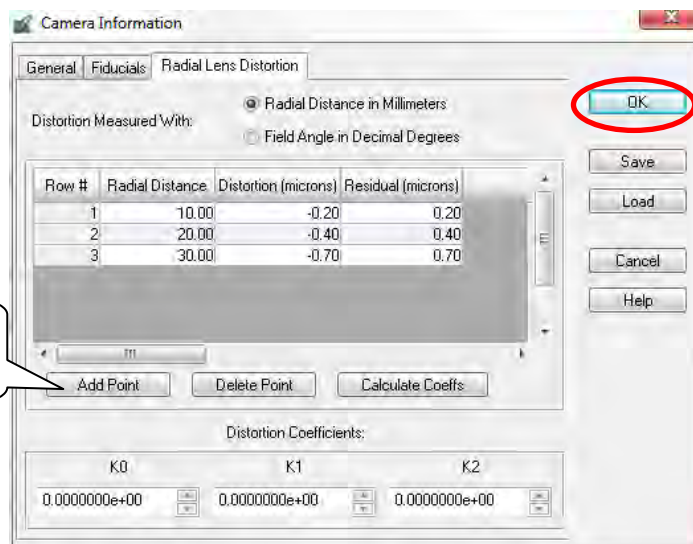 Camera Information
General Fiducials Radial Lens Distortion
Distortion Measured With:
Radial Distance in Millimeters
Field Angle in Decimal Degrees
OK
Save
Load
Cancel
Help
Row # Radial Distance Distortion (microns) Residual (microns)
1 10.00 -0.20 0.20
2 20.00 -0.40 0.40
3 30.00 -0.70 0.70
Add Point Delete Point Calculate Coeffs
Distortion Coefficients:
K0 K1 K2
0.0000000e+00 0.0000000e+00 0.0000000e+00